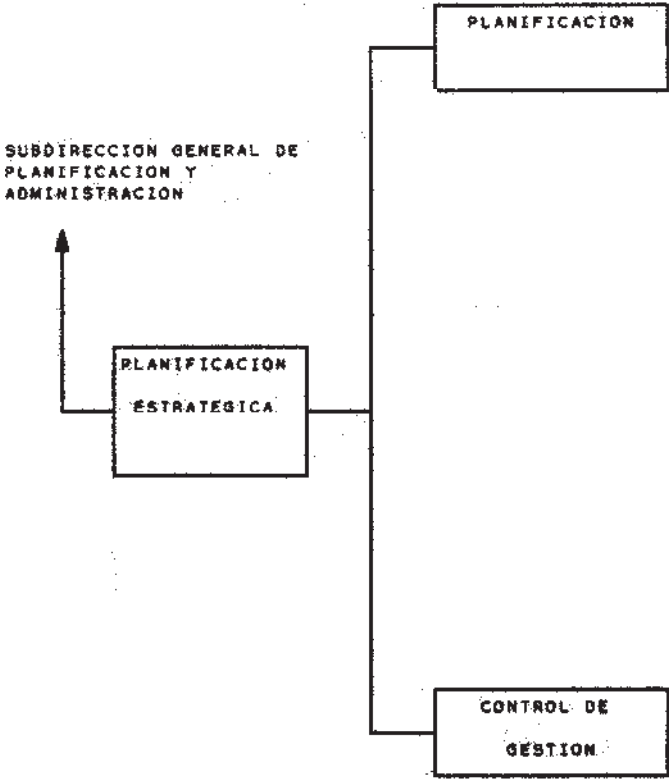 PLANIFICACION
SUBDIRECCION GENERAL DE
PLANIFICACION Y
ADMINISTRACION
PLANIFICACION
ESTRATEGICA
CONTROL DE
GESTION